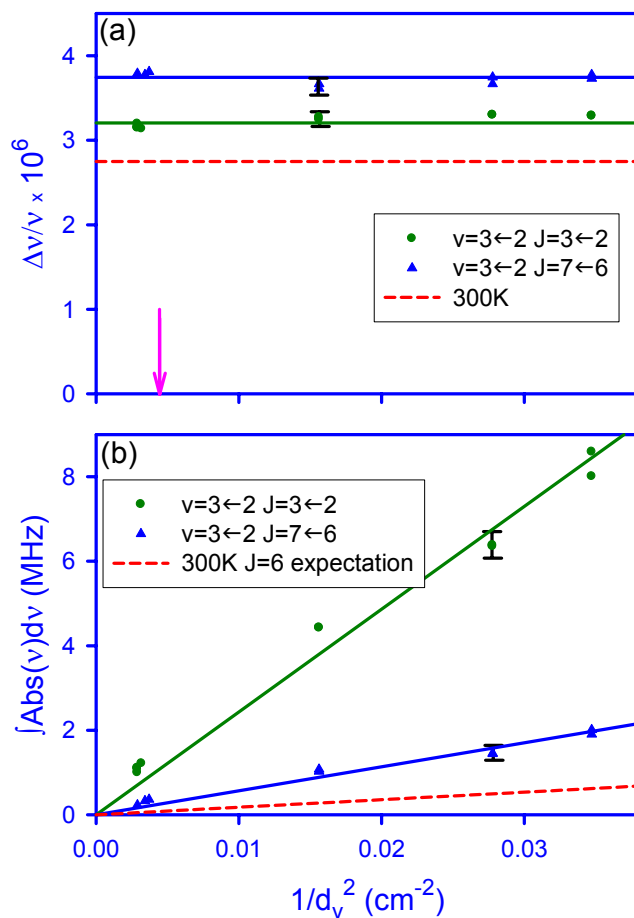 (a)
4
3
2
1
0
Δν/ν x 10⁶
v=3←2 J=3←2
v=3←2 J=7←6
300K
(b)
8
6
4
2
0
∫Abs(ν)dν (MHz)
v=3←2 J=3←2
v=3←2 J=7←6
300K J=6 expectation
0.00 0.01 0.02 0.03
1/dᵥ² (cm⁻²)